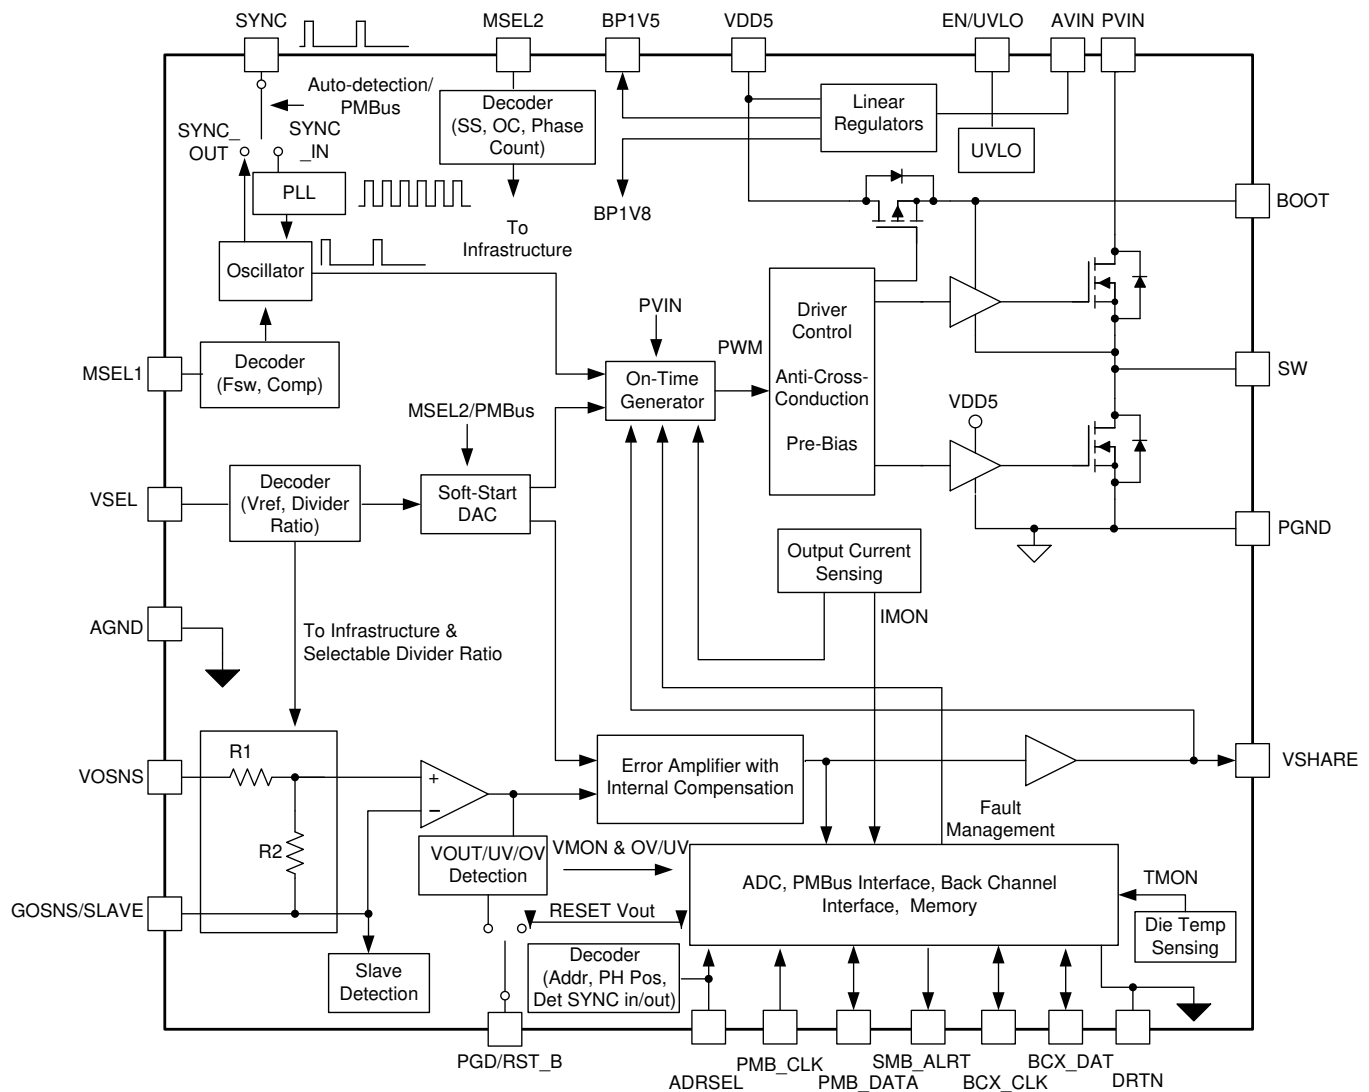 SYNC
MSEL2
BP1V5
VDD5
EN/UVLO
AVIN
PVIN
Auto-detection/
PMBus
SYNC_
OUT
SYNC
_IN
PLL
Oscillator
Decoder
(SS, OC, Phase
Count)
To
Infrastructure
BP1V8
Linear
Regulators
UVLO
BOOT
MSEL1
Decoder
(Fsw, Comp)
PVIN
On-Time
Generator
PWM
Driver
Control
Anti-Cross-
Conduction
Pre-Bias
VDD5
SW
MSEL2/PMBus
VSEL
Decoder
(Vref, Divider
Ratio)
Soft-Start
DAC
PGND
Output Current
Sensing
IMON
AGND
To Infrastructure &
Selectable Divider Ratio
VOSNS
R1
R2
+
−
Error Amplifier with
Internal Compensation
VSHARE
Fault
Management
VOUT/UV/OV
Detection
VMON & OV/UV
ADC, PMBus Interface, Back Channel
Interface, Memory
TMON
Die Temp
Sensing
GOSNS/SLAVE
Slave
Detection
RESET Vout
Decoder
(Addr, PH Pos,
Det SYNC in/out)
PGD/RST_B
ADRSEL
PMB_CLK
PMB_DATA
SMB_ALRT
BCX_CLK
BCX_DAT
DRTN